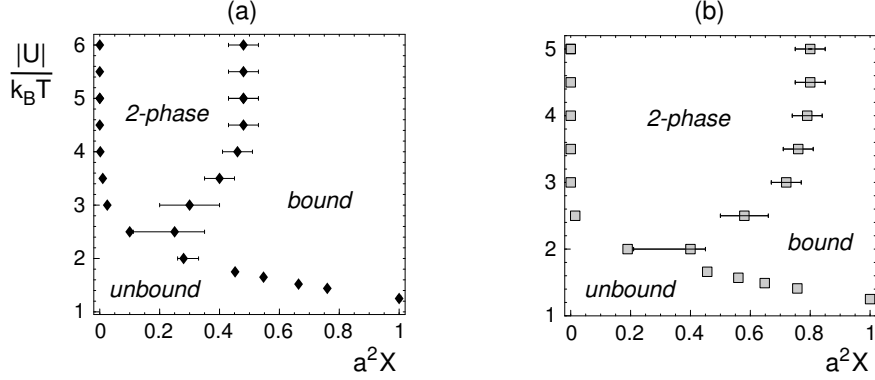 (a)
|U|
k_BT
6
5
4
3
2
1
2-phase
bound
unbound
0 0.2 0.4 0.6 0.8 1
a²X
(b)
5
4
3
2
1
2-phase
bound
unbound
0 0.2 0.4 0.6 0.8 1
a²X